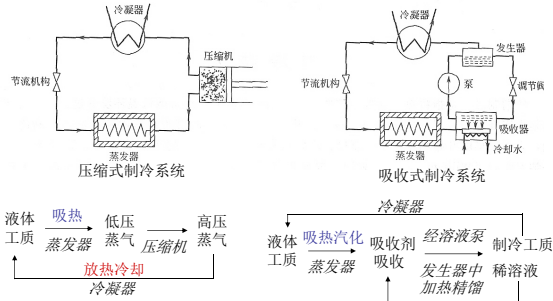 冷凝器
压缩机
节流机构
蒸发器
压缩式制冷系统
冷凝器
发生器
节流机构
泵
调节阀
吸收器
蒸发器
冷却水
吸收式制冷系统
液体
工质
吸热
蒸发器
低压
蒸气
压缩机
高压
蒸气
放热冷却
冷凝器
冷凝器
液体
工质
吸热汽化
蒸发器
吸收剂
吸收
经溶液泵
发生器中
加热精馏
制冷工质
稀溶液